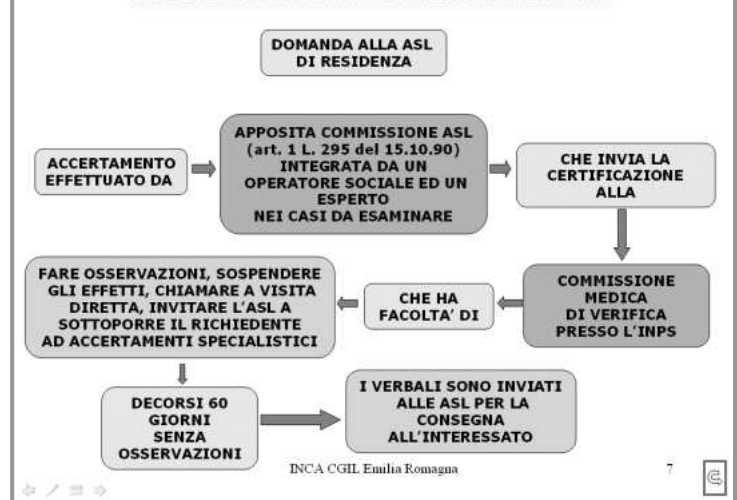 DOMANDA ALLA ASL
DI RESIDENZA
ACCERTAMENTO
EFFETTUATO DA
APPOSITA COMMISSIONE ASL
(art. 1 L. 295 del 15.10.90)
INTEGRATA DA UN
OPERATORE SOCIALE ED UN
ESPERTO
NEI CASI DA ESAMINARE
CHE INVIA LA
CERTIFICAZIONE
ALLA
COMMISSIONE
MEDICA
DI VERIFICA
PRESSO L'INPS
CHE HA
FACOLTA' DI
FARE OSSERVAZIONI, SOSPENDERE
GLI EFFETTI, CHIAMARE A VISITA
DIRETTA, INVITARE L'ASL A
SOTTOPORRE IL RICHIEDENTE
AD ACCERTAMENTI SPECIALISTICI
DECORSI 60
GIORNI
SENZA
OSSERVAZIONI
I VERBALI SONO INVIATI
ALLE ASL PER LA
CONSEGNA
ALL'INTERESSATO
INCA CGIL Emilia Romagna
7